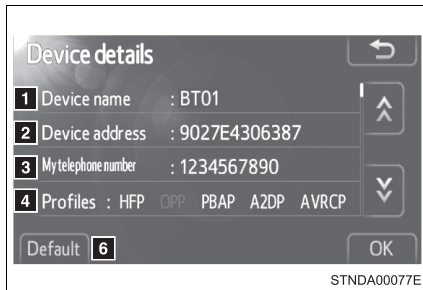 Device details
1 Device name : BT01
2 Device address : 9027E4306387
3 My telephone number : 1234567890
4 Profiles : HFP OPP PBAP A2DP AVRCP
Default 6 OK
STNDA00077E